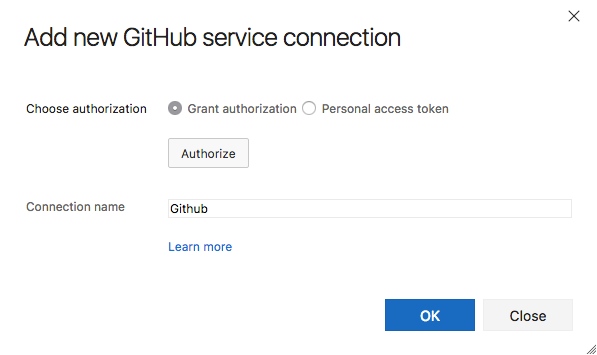 Add new GitHub service connection
Choose authorization Grant authorization Personal access token
Authorize
Connection name Github
Learn more
OK Close